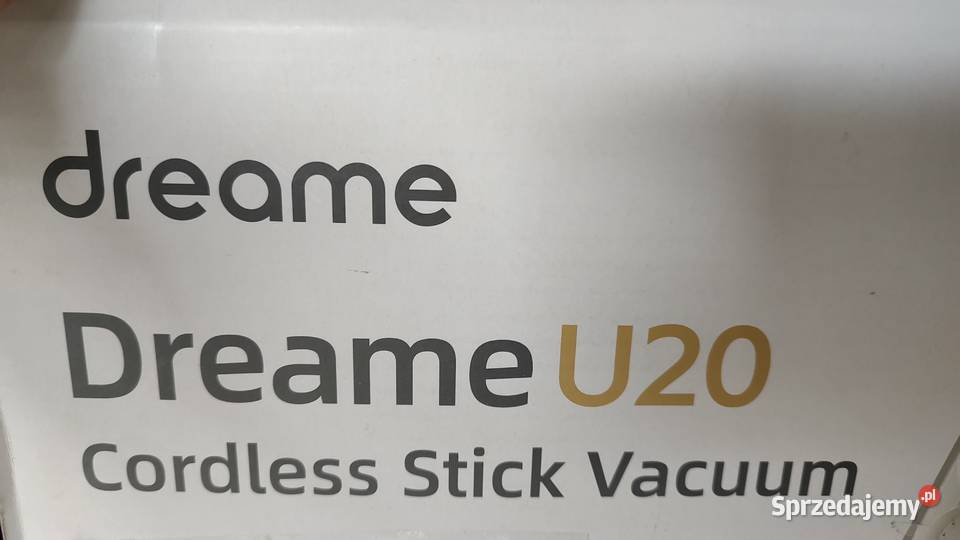 dreame
Dreame U20
Cordless Stick Vacuum
Sprzedajemy.pl